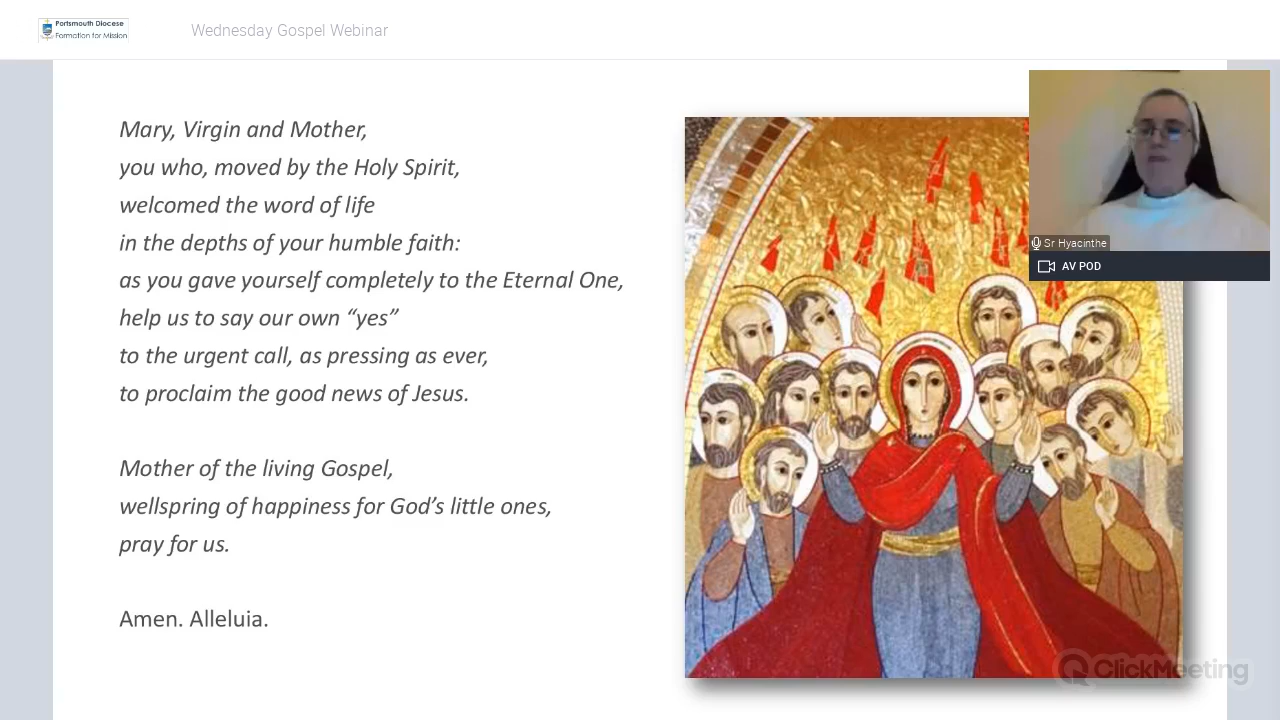 Portsmouth Diocese
Formation for Mission
Wednesday Gospel Webinar
Mary, Virgin and Mother,
you who, moved by the Holy Spirit,
welcomed the word of life
in the depths of your humble faith:
as you gave yourself completely to the Eternal One,
help us to say our own “yes”
to the urgent call, as pressing as ever,
to proclaim the good news of Jesus.
Mother of the living Gospel,
wellspring of happiness for God’s little ones,
pray for us.
Amen. Alleluia.
Sr Hyacinthe
AV POD
ClickMeeting